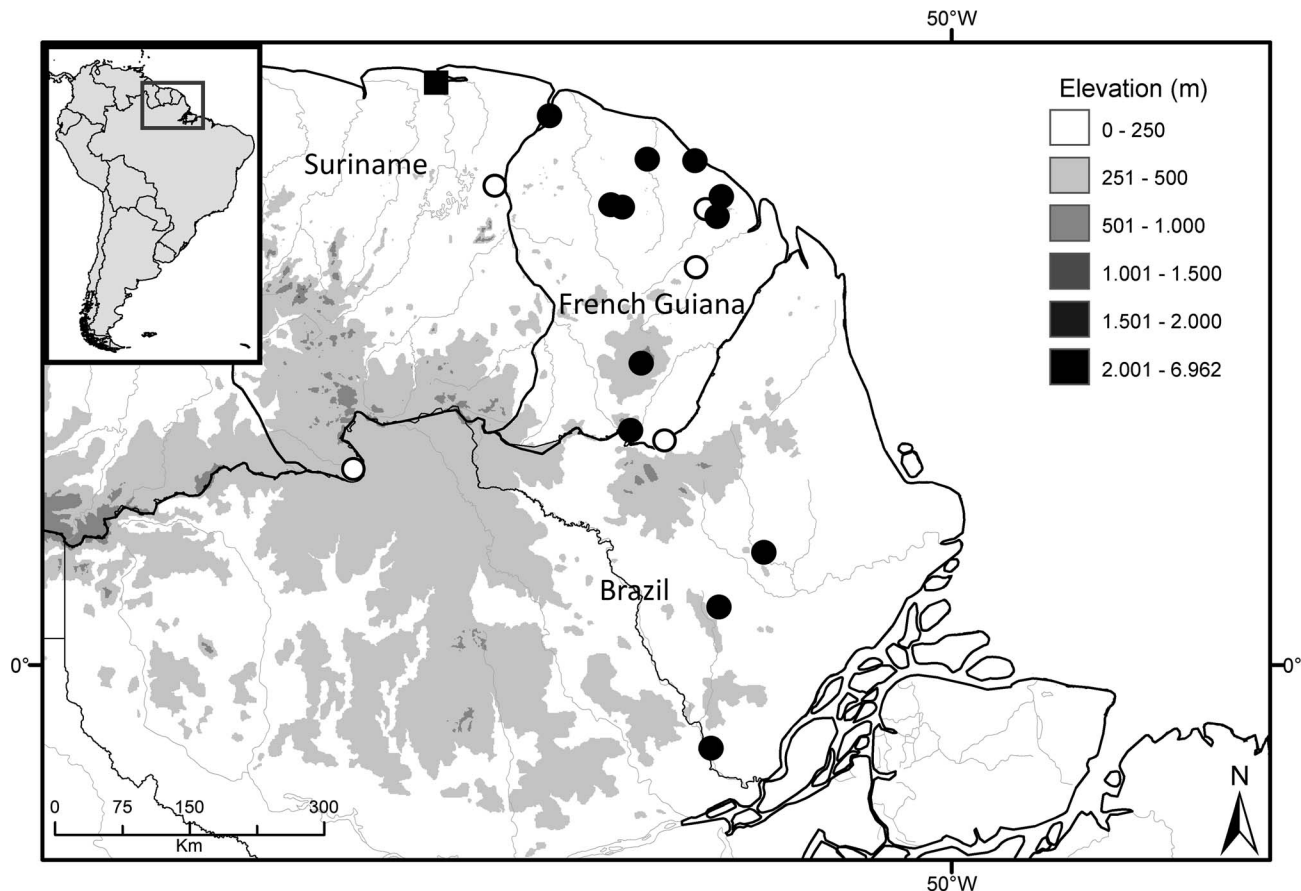 50°W
Elevation (m)
0 - 250
251 - 500
501 - 1.000
1.001 - 1.500
1.501 - 2.000
2.001 - 6.962
Suriname
French Guiana
Brazil
0°
0°
0 75 150 300
Km
N
50°W